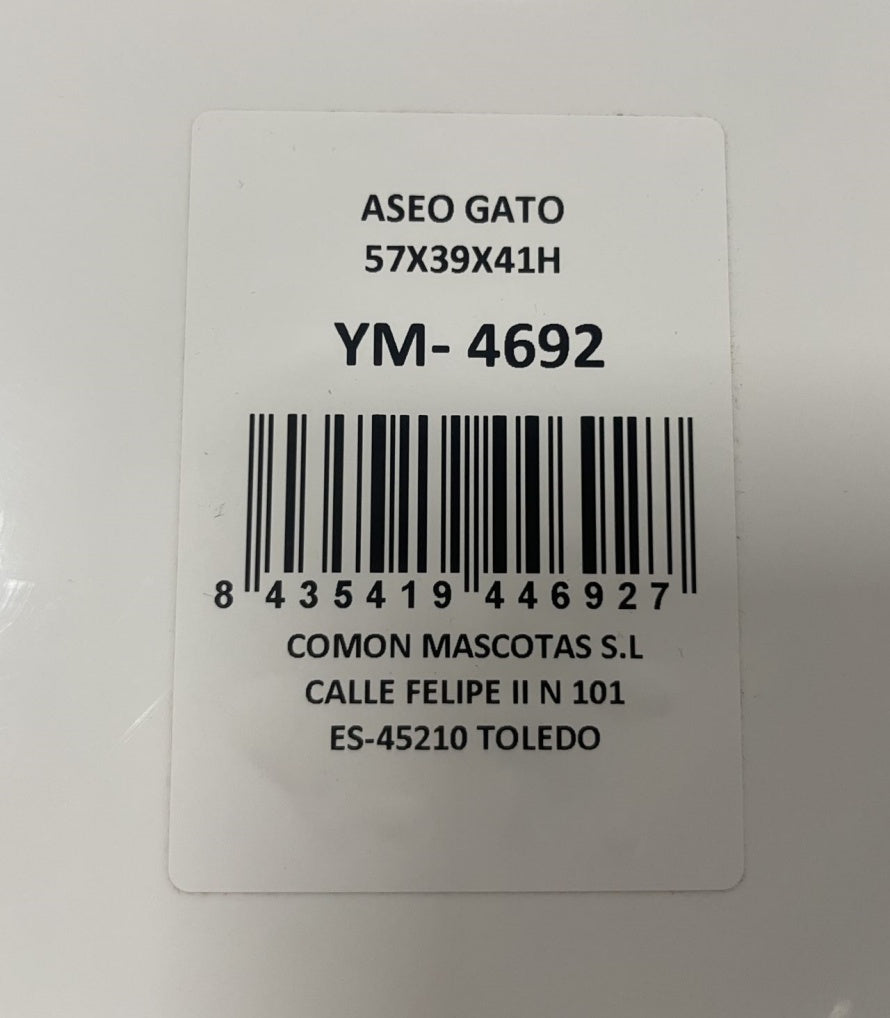 ASEO GATO
57X39X41H
YM- 4692
8 435419 446927
COMON MASCOTAS S.L
CALLE FELIPE II N 101
ES-45210 TOLEDO